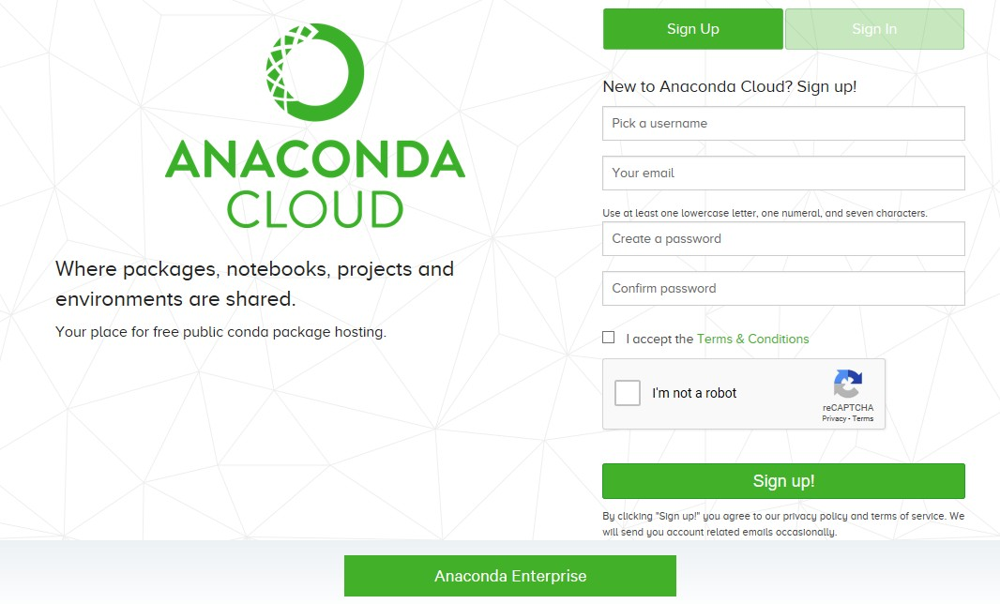 ANACONDA
CLOUD
Where packages, notebooks, projects and
environments are shared.
Your place for free public conda package hosting.
Sign Up
Sign In
New to Anaconda Cloud? Sign up!
Pick a username
Your email
Use at least one lowercase letter, one numeral, and seven characters.
Create a password
Confirm password
I accept the Terms & Conditions
I'm not a robot
reCAPTCHA
Privacy - Terms
Sign up!
By clicking "Sign up!" you agree to our privacy policy and terms of service. We
will send you account related emails occasionally.
Anaconda Enterprise